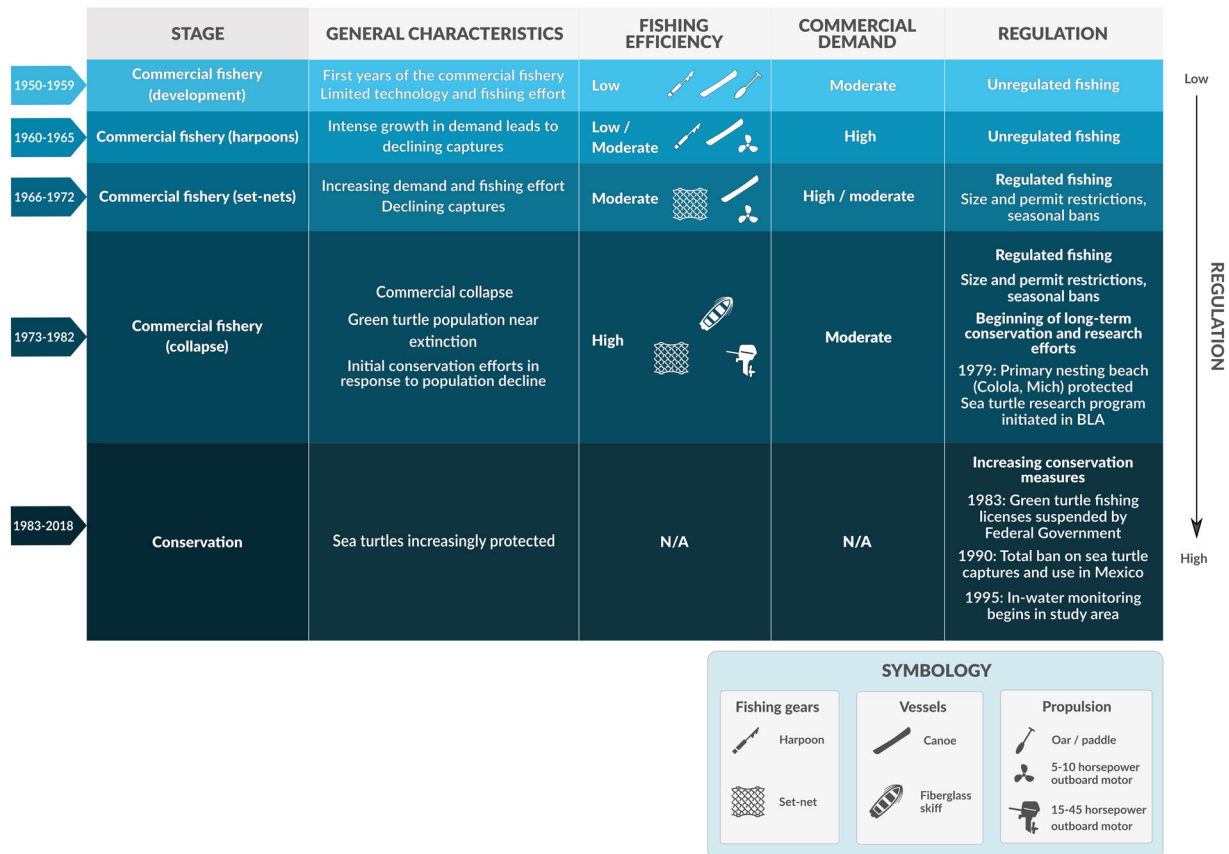 STAGE
GENERAL CHARACTERISTICS
FISHING
EFFICIENCY
COMMERCIAL
DEMAND
REGULATION
1950-1959
Commercial fishery
(development)
First years of the commercial fishery
Limited technology and fishing effort
Low
Moderate
Unregulated fishing
1960-1965
Commercial fishery (harpoons)
Intense growth in demand leads to
declining captures
Low /
Moderate
High
Unregulated fishing
1966-1972
Commercial fishery (set-nets)
Increasing demand and fishing effort
Declining captures
Moderate
High / moderate
Regulated fishing
Size and permit restrictions,
seasonal bans
1973-1982
Commercial fishery
(collapse)
Commercial collapse
Green turtle population near
extinction
Initial conservation efforts in
response to population decline
High
Moderate
Regulated fishing
Size and permit restrictions,
seasonal bans
Beginning of long-term
conservation and research
efforts
1979: Primary nesting beach
(Colola, Mich) protected
Sea turtle research program
initiated in BLA
1983-2018
Conservation
Sea turtles increasingly protected
N/A
N/A
Increasing conservation
measures
1983: Green turtle fishing
licenses suspended by
Federal Government
1990: Total ban on sea turtle
captures and use in Mexico
1995: In-water monitoring
begins in study area
Low
REGULATION
High
SYMBOLOGY
Fishing gears
Harpoon
Set-net
Vessels
Canoe
Fiberglass
skiff
Propulsion
Oar / paddle
5-10 horsepower
outboard motor
15-45 horsepower
outboard motor